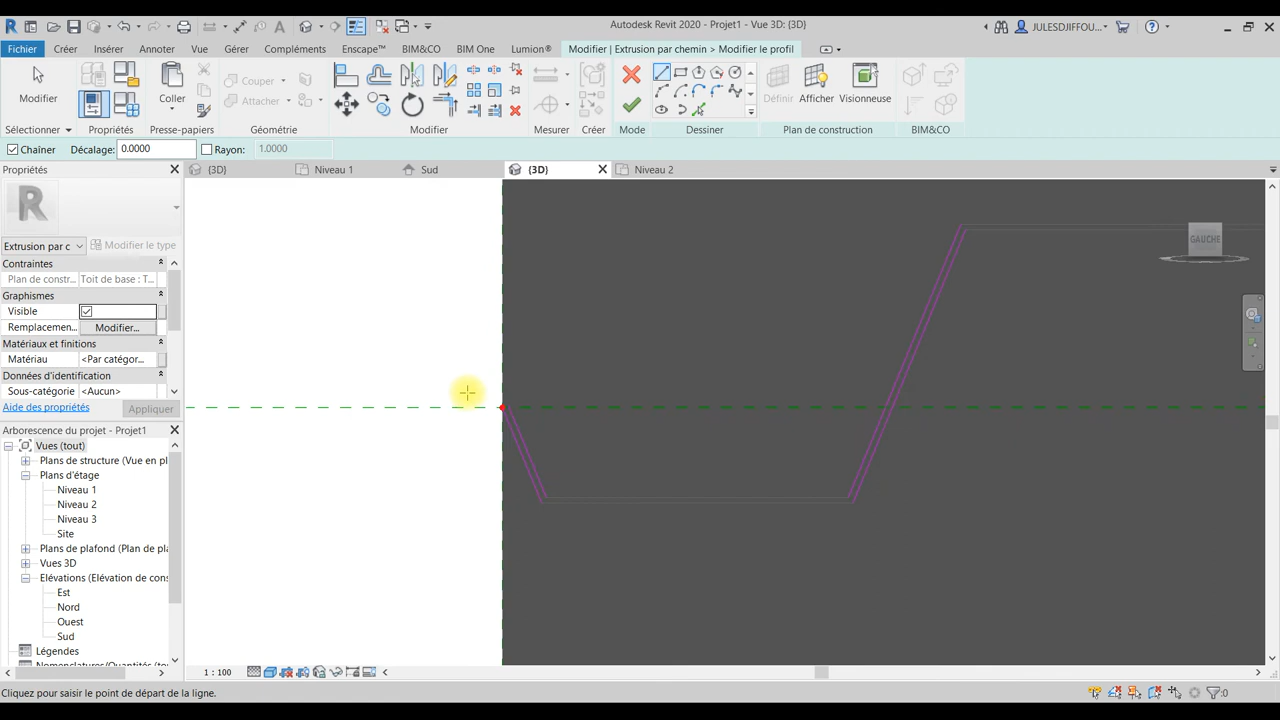 Autodesk Revit 2020 - Projet1 - Vue 3D: {3D}
JULESDJIFFOU...
Fichier Créer Insérer Annoter Vue Gérer Compléments Enscape™ BIM&CO BIM One Lumion® Modifier | Extrusion par chemin > Modifier le profil
Modifier Coller Couper Attacher Définir Afficher Visionneuse
Sélectionner Propriétés Presse-papiers Géométrie Modifier Mesurer Créer Mode Dessiner Plan de construction BIM&CO
Chaîner Décalage: 0.0000 Rayon: 1.0000
Propriétés {3D} Niveau 1 Sud {3D} Niveau 2
GAUCHE
Extrusion par c Modifier le type
Contraintes
Plan de constr... Toit de base : T...
Graphismes
Visible
Remplacemen... Modifier...
Matériaux et finitions
Matériau <Par catégor...
Données d'identification
Sous-catégorie <Aucun>
Aide des propriétés Appliquer
Arborescence du projet - Projet1
Vues (tout)
Plans de structure (Vue en pl
Plans d'étage
Niveau 1
Niveau 2
Niveau 3
Site
Plans de plafond (Plan de pla
Vues 3D
Elévations (Elévation de cons
Est
Nord
Ouest
Sud
Légendes
Nomenclatures/Quantités (to
1 : 100
Cliquez pour saisir le point de départ de la ligne.
:0